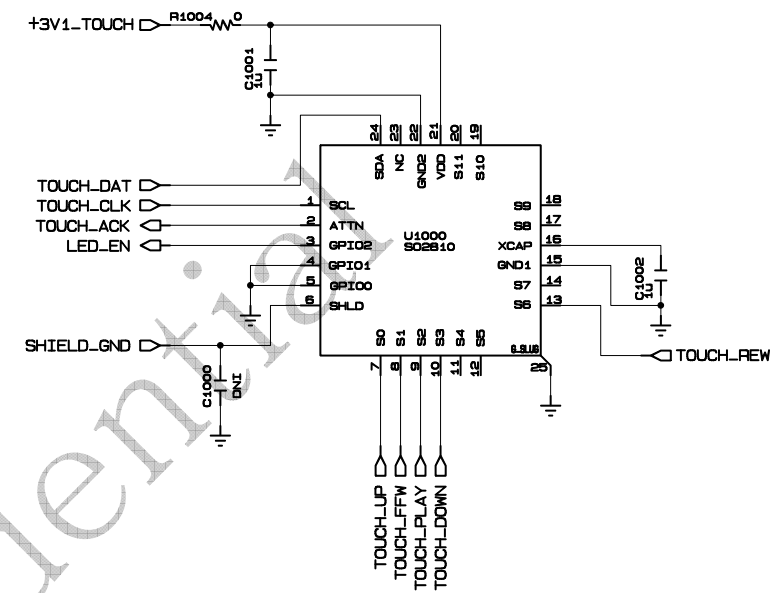 +3V1_TOUCH
R1004 0
C1001
1u
24 23 22 21 20 19
SDA NC GND2 VDD S11 S10
TOUCH_DAT
TOUCH_CLK
TOUCH_ACK
LED_EN
1 SCL
2 ATTN
3 GPIO2
4 GPIO1
5 GPIO0
6 SHLD
U1000
SO2810
S9 18
S8 17
XCAP 16
GND1 15
S7 14
S6 13
C1002
1u
SHIELD_GND
C1000
DNI
S0 S1 S2 S3 S4 S5
7 8 9 10 11 12
G_SLUG
25
TOUCH_REW
TOUCH_UP
TOUCH_FFW
TOUCH_PLAY
TOUCH_DOWN
dential